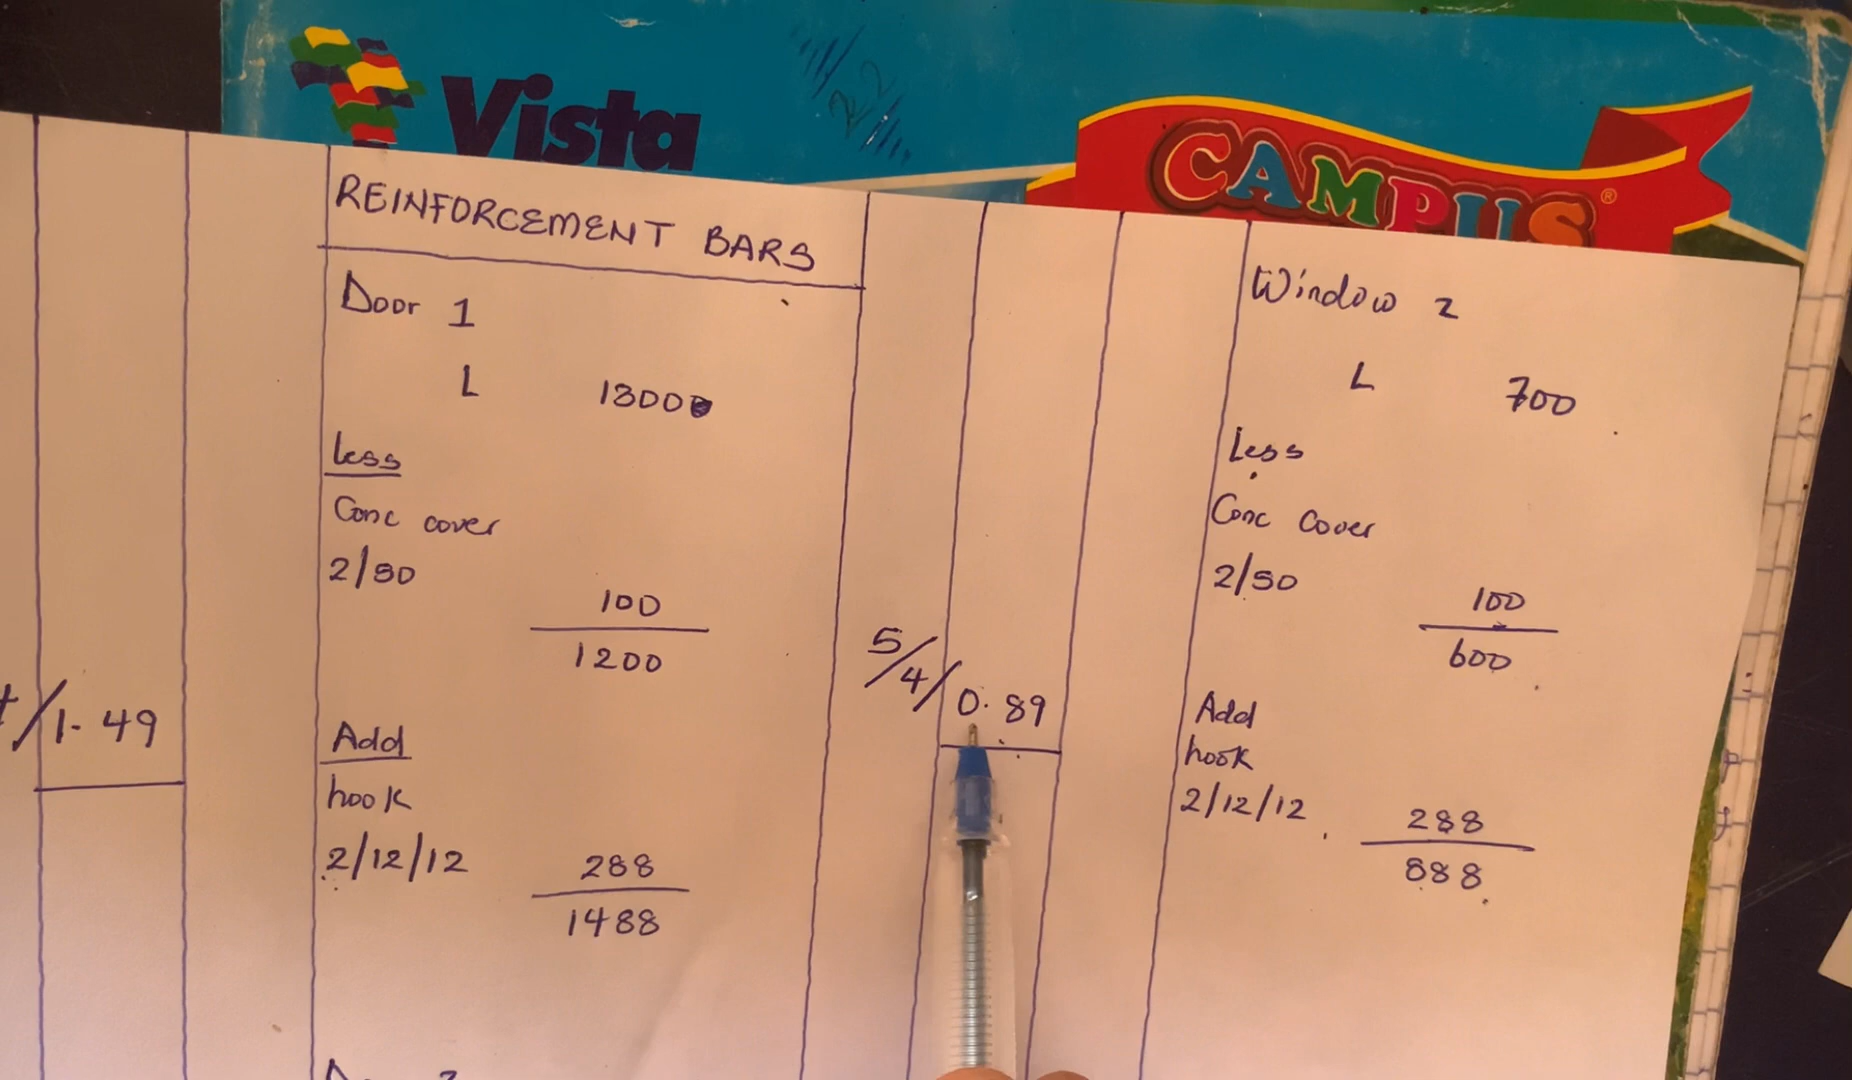 Vista
CAMPUS®
REINFORCEMENT BARS
Door 1
L 1300
Less
Conc cover
2/50
100
1200
/1.49
Add
hook
2/12/12 288
1488
Window 2
L 700
Less
Conc Cover
2/50
100
600
5/4/0.89
Add
hook
2/12/12 288
888